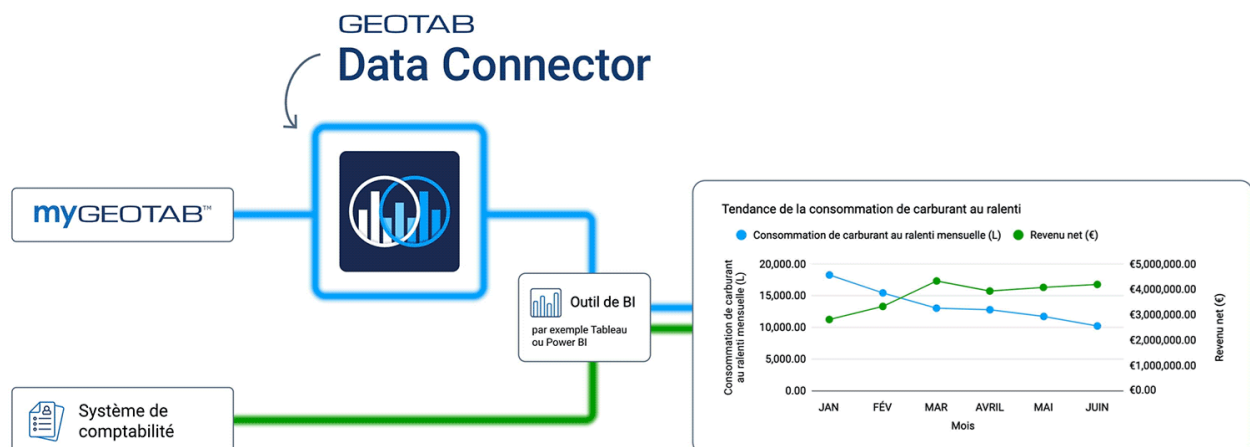 GEOTAB
Data Connector
myGEOTAB™
Outil de BI
par exemple Tableau
ou Power BI
Système de
comptabilité
Tendance de la consommation de carburant au ralenti
Consommation de carburant au ralenti mensuelle (L)
Revenu net (€)
Consommation de carburant
au ralenti mensuelle (L)
20,000.00
15,000.00
10,000.00
5,000.00
0.00
€5,000,000.00
€4,000,000.00
€3,000,000.00
€2,000,000.00
€1,000,000.00
€0.00
Revenu net (€)
JAN FÉV MAR AVRIL MAI JUIN
Mois